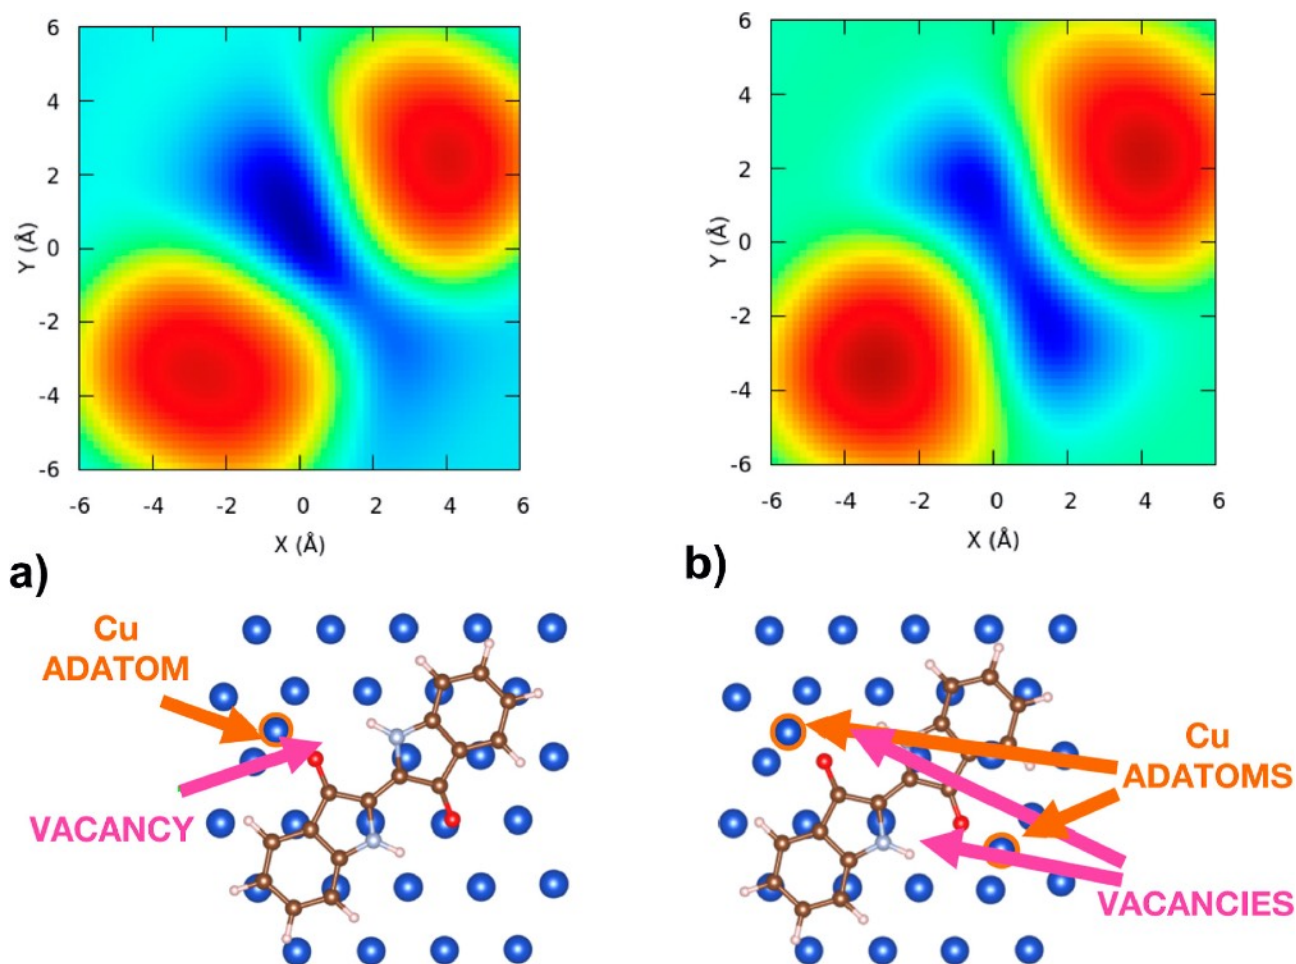 6
4
2
0
-2
-4
-6
Y (Å)
-6 -4 -2 0 2 4 6
X (Å)
6
4
2
0
-2
-4
-6
Y (Å)
-6 -4 -2 0 2 4 6
X (Å)
a)
Cu
ADATOM
VACANCY
b)
Cu
ADATOMS
VACANCIES